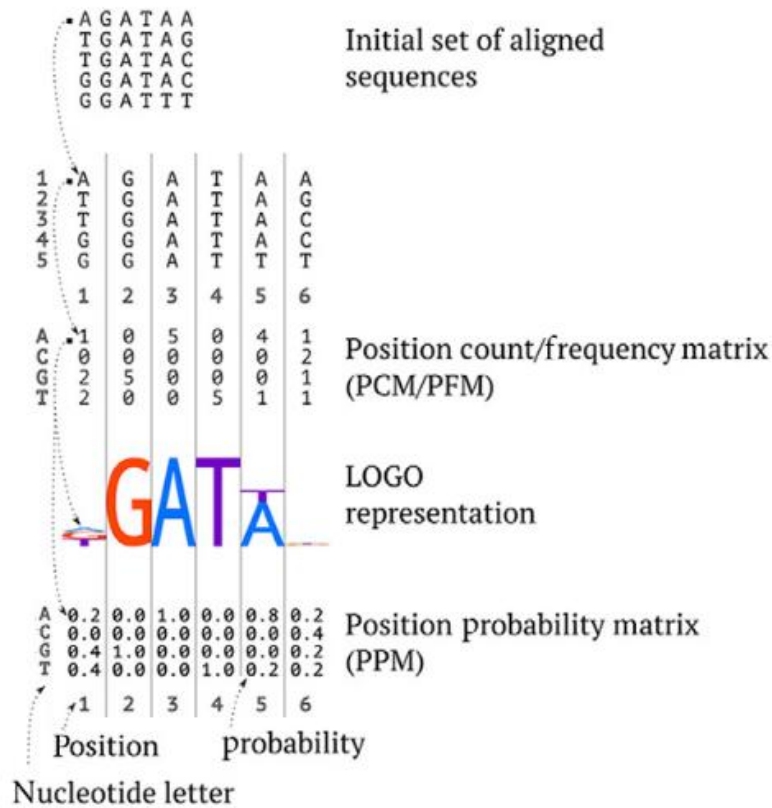 AGATAA
TGATAG
TGATAC
GGATAC
GGATTT
Initial set of aligned
sequences
1 A G A T A A
2 T G A T A G
3 T G A T A C
4 G G A T A C
5 G G A T T T
1 2 3 4 5 6
A 1 0 5 0 4 1
C 0 0 0 0 0 2
G 2 5 0 0 0 1
T 2 0 0 5 1 1
Position count/frequency matrix
(PCM/PFM)
GATA
T
T
LOGO
representation
A 0.2 0.0 1.0 0.0 0.8 0.2
C 0.0 0.0 0.0 0.0 0.0 0.4
G 0.4 1.0 0.0 0.0 0.0 0.2
T 0.4 0.0 0.0 1.0 0.2 0.2
Position probability matrix
(PPM)
1 2 3 4 5 6
Position
probability
Nucleotide letter